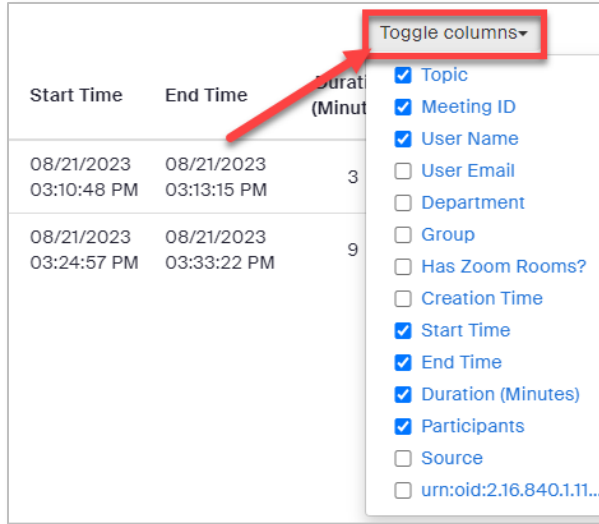 Toggle columns
Start Time End Time
(Minut
08/21/2023 08/21/2023
03:10:48 PM 03:13:15 PM 3
08/21/2023 08/21/2023
03:24:57 PM 03:33:22 PM 9
Topic
Meeting ID
User Name
User Email
Department
Group
Has Zoom Rooms?
Creation Time
Start Time
End Time
Duration (Minutes)
Participants
Source
urn:oid:2.16.840.1.11...